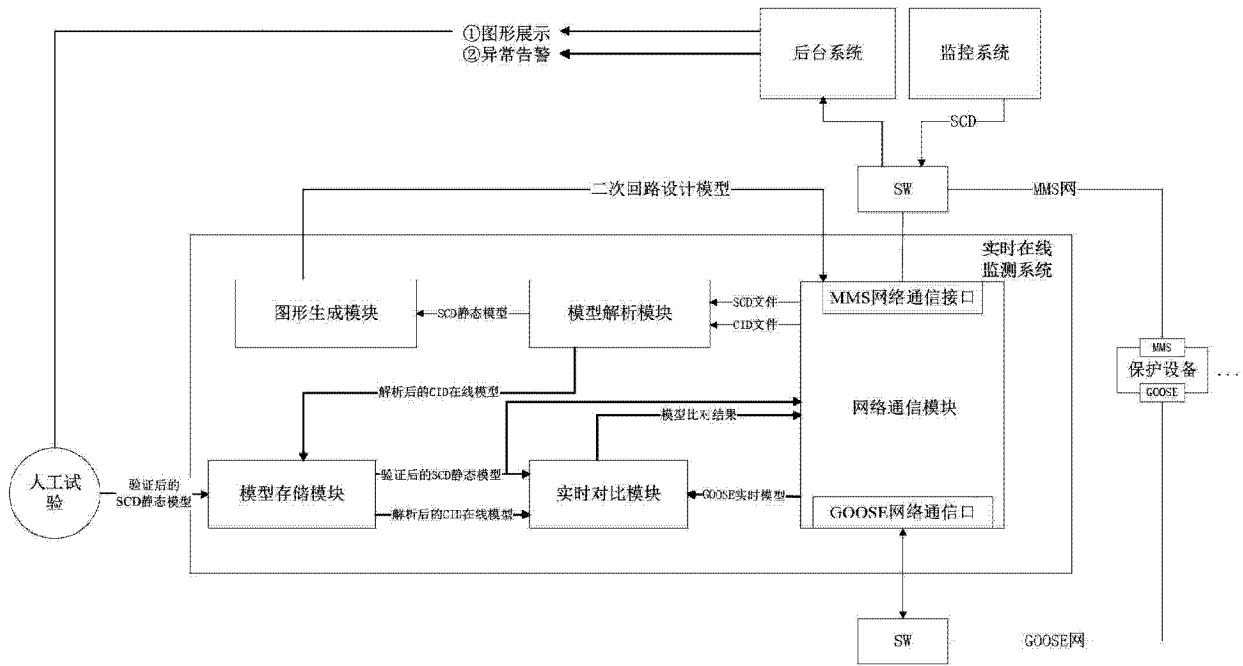 ①图形展示
②异常告警
后台系统
监控系统
SCD
SW
MMS网
二次回路设计模型
实时在线
监测系统
MMS网络通信接口
图形生成模块
SCD静态模型
模型解析模块
SCD文件
CID文件
MMS
保护设备
GOOSE
...
解析后的CID在线模型
模型比对结果
网络通信模块
人工试
验
验证后的
SCD静态模型
模型存储模块
验证后的SCD静态模型
解析后的CID在线模型
实时对比模块
GOOSE实时模型
GOOSE网络通信口
SW
GOOSE网